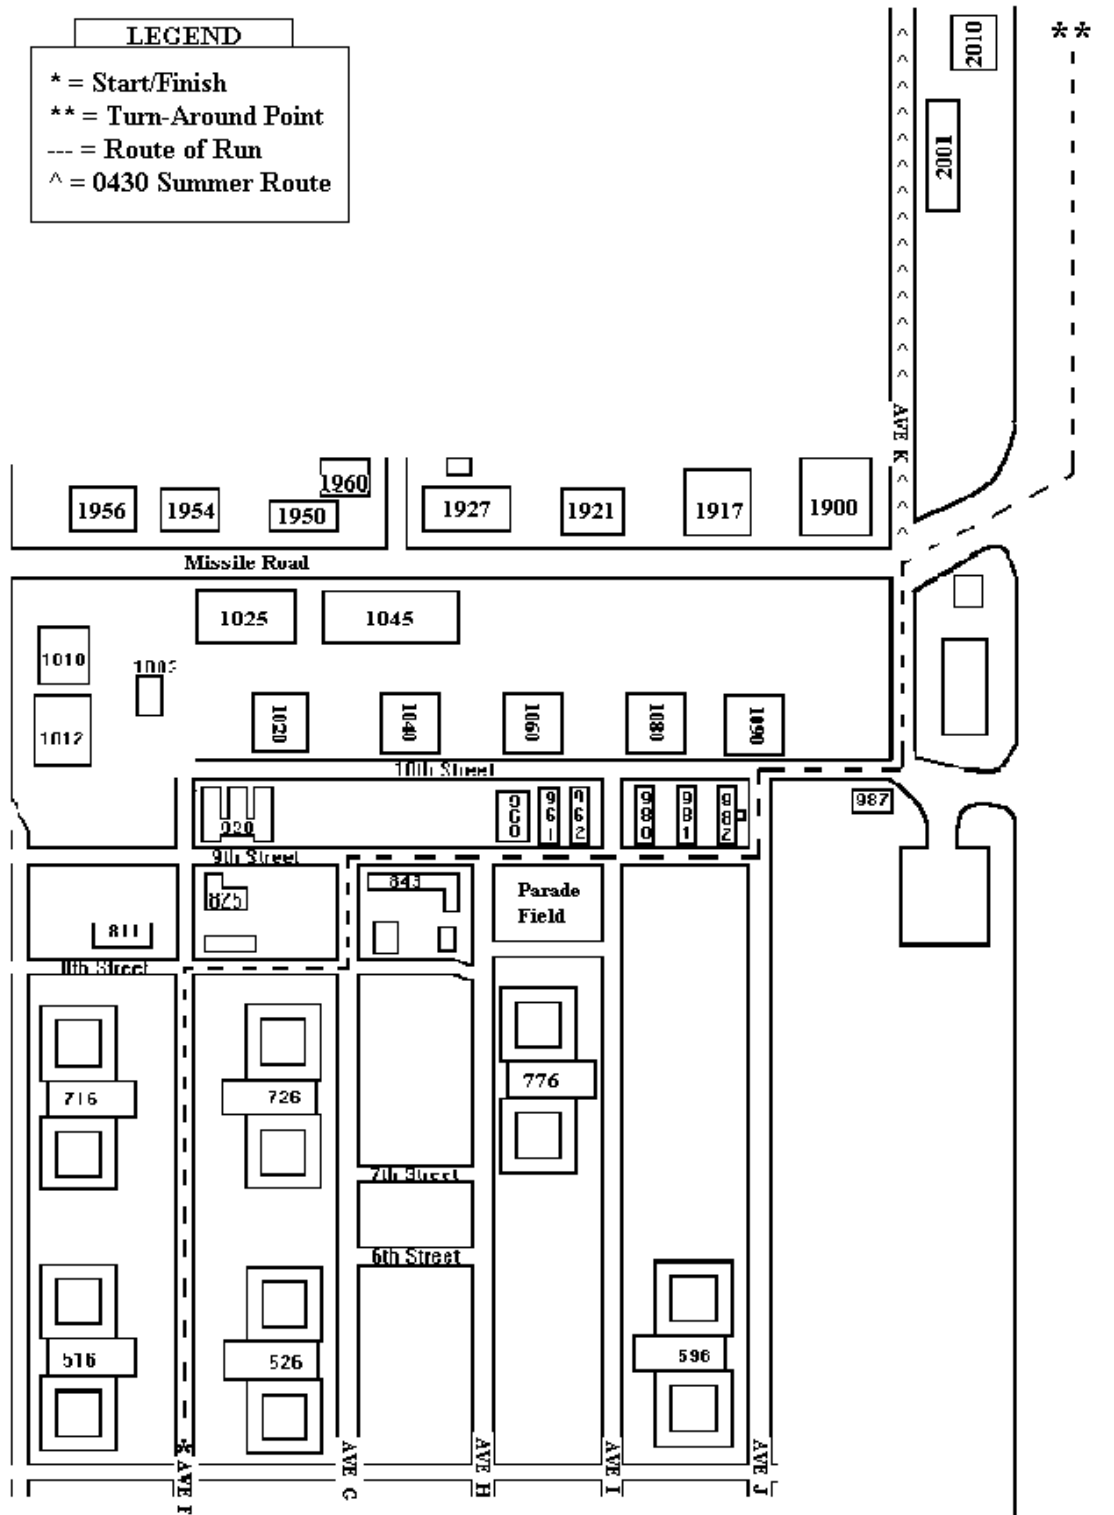 LEGEND
* = Start/Finish
** = Turn-Around Point
--- = Route of Run
^ = 0430 Summer Route
**
2010
2001
AVE K
1960
1956
1954
1950
1927
1921
1917
1900
Missile Road
1025
1045
1010
1012
1020
1040
1060
1080
1090
10th Street
961
962
980
981
982
987
9th Street
825
843
Parade
Field
811
8th Street
716
726
776
7th Street
6th Street
516
526
596
*
AVE F
AVE G
AVE H
AVE I
AVE J